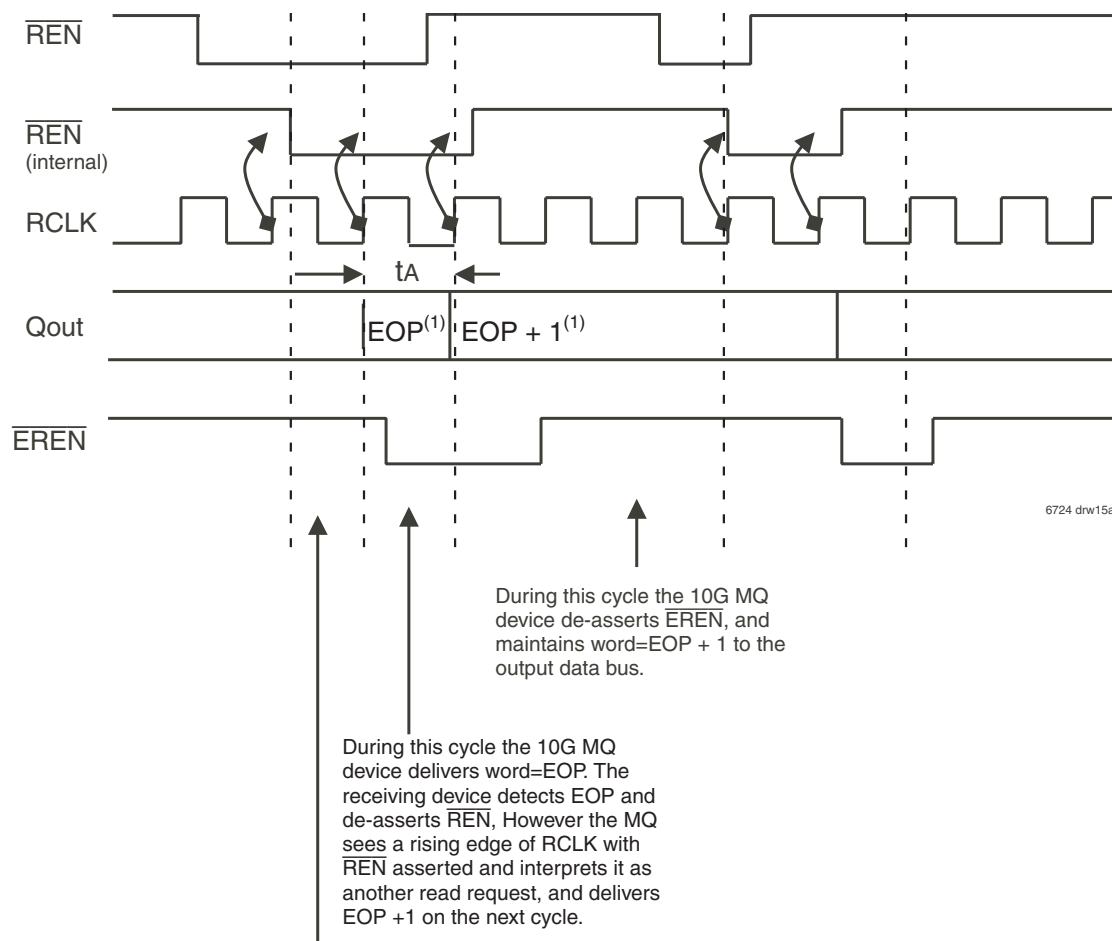 REN
REN
(internal)
RCLK
tA
Qout
EOP(1)
EOP + 1(1)
EREN
6724 drw15a
During this cycle the 10G MQ
device de-asserts EREN, and
maintains word=EOP + 1 to the
output data bus.
During this cycle the 10G MQ
device delivers word=EOP. The
receiving device detects EOP and
de-asserts REN, However the MQ
sees a rising edge of RCLK with
REN asserted and interprets it as
another read request, and delivers
EOP +1 on the next cycle.